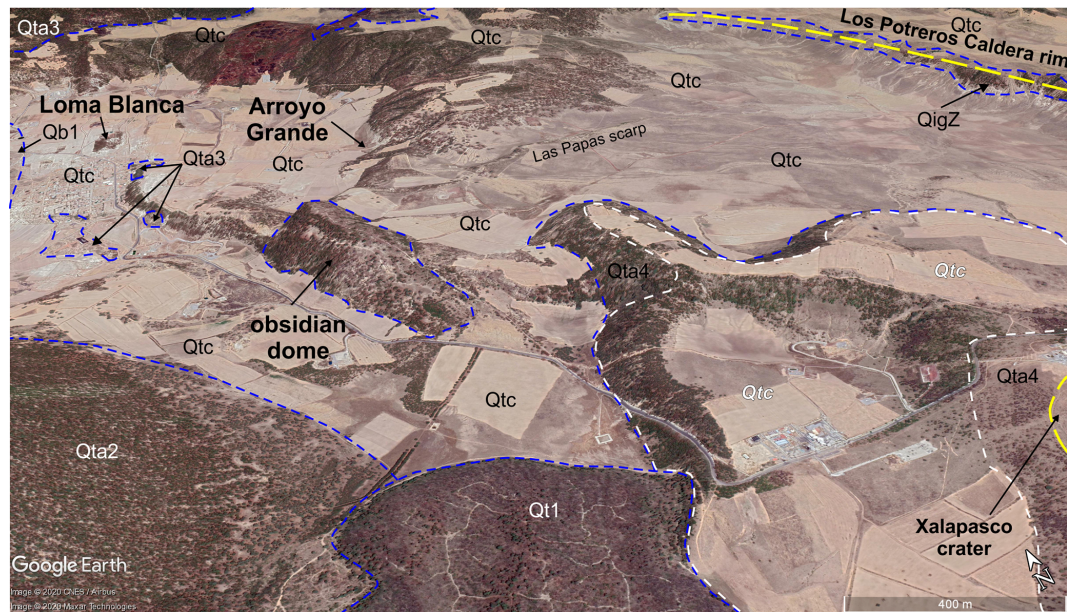 Qta3
Qtc
Qtc
Qtc
Los Potreros Caldera rim
Loma Blanca
Arroyo
Grande
Qtc
QigZ
Qb1
Qta3
Las Papas scarp
Qtc
Qtc
Qtc
Qta4
Qtc
obsidian
dome
Qtc
Qta4
Qtc
Qtc
Qta2
Qt1
Xalapasco
crater
N
Google Earth
Image © 2020 CNES / Airbus
Image © 2020 Maxar Technologies
400 m